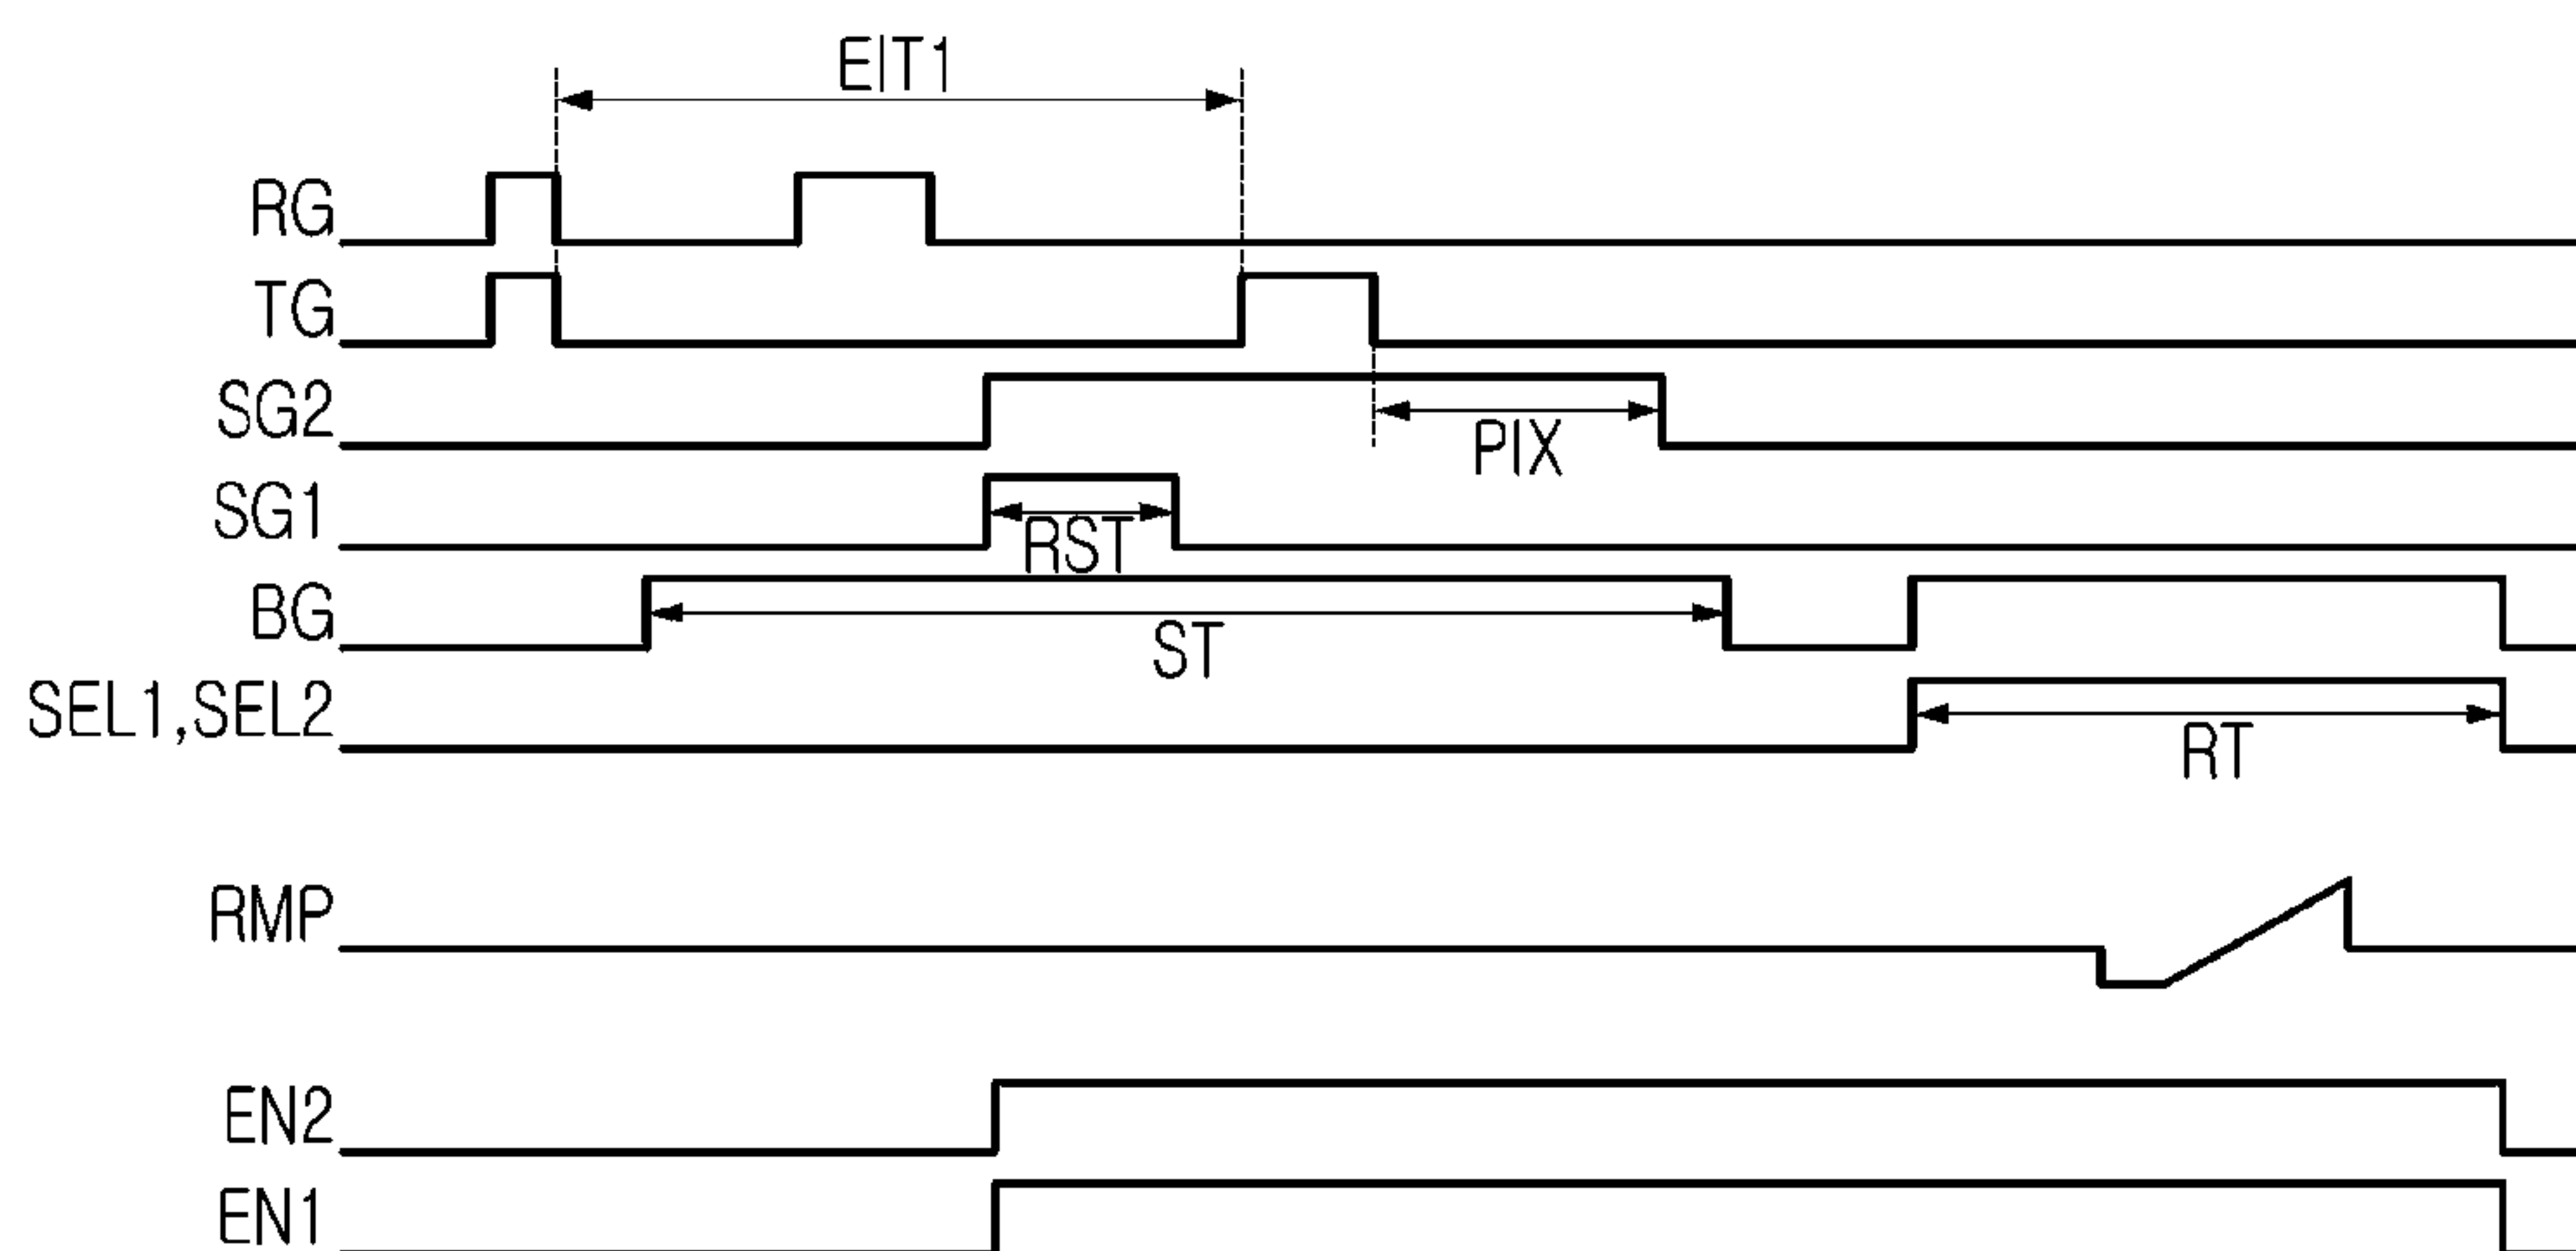 EIT1
RG
TG
SG2
PIX
SG1
RST
BG
ST
SEL1,SEL2
RT
RMP
EN2
EN1